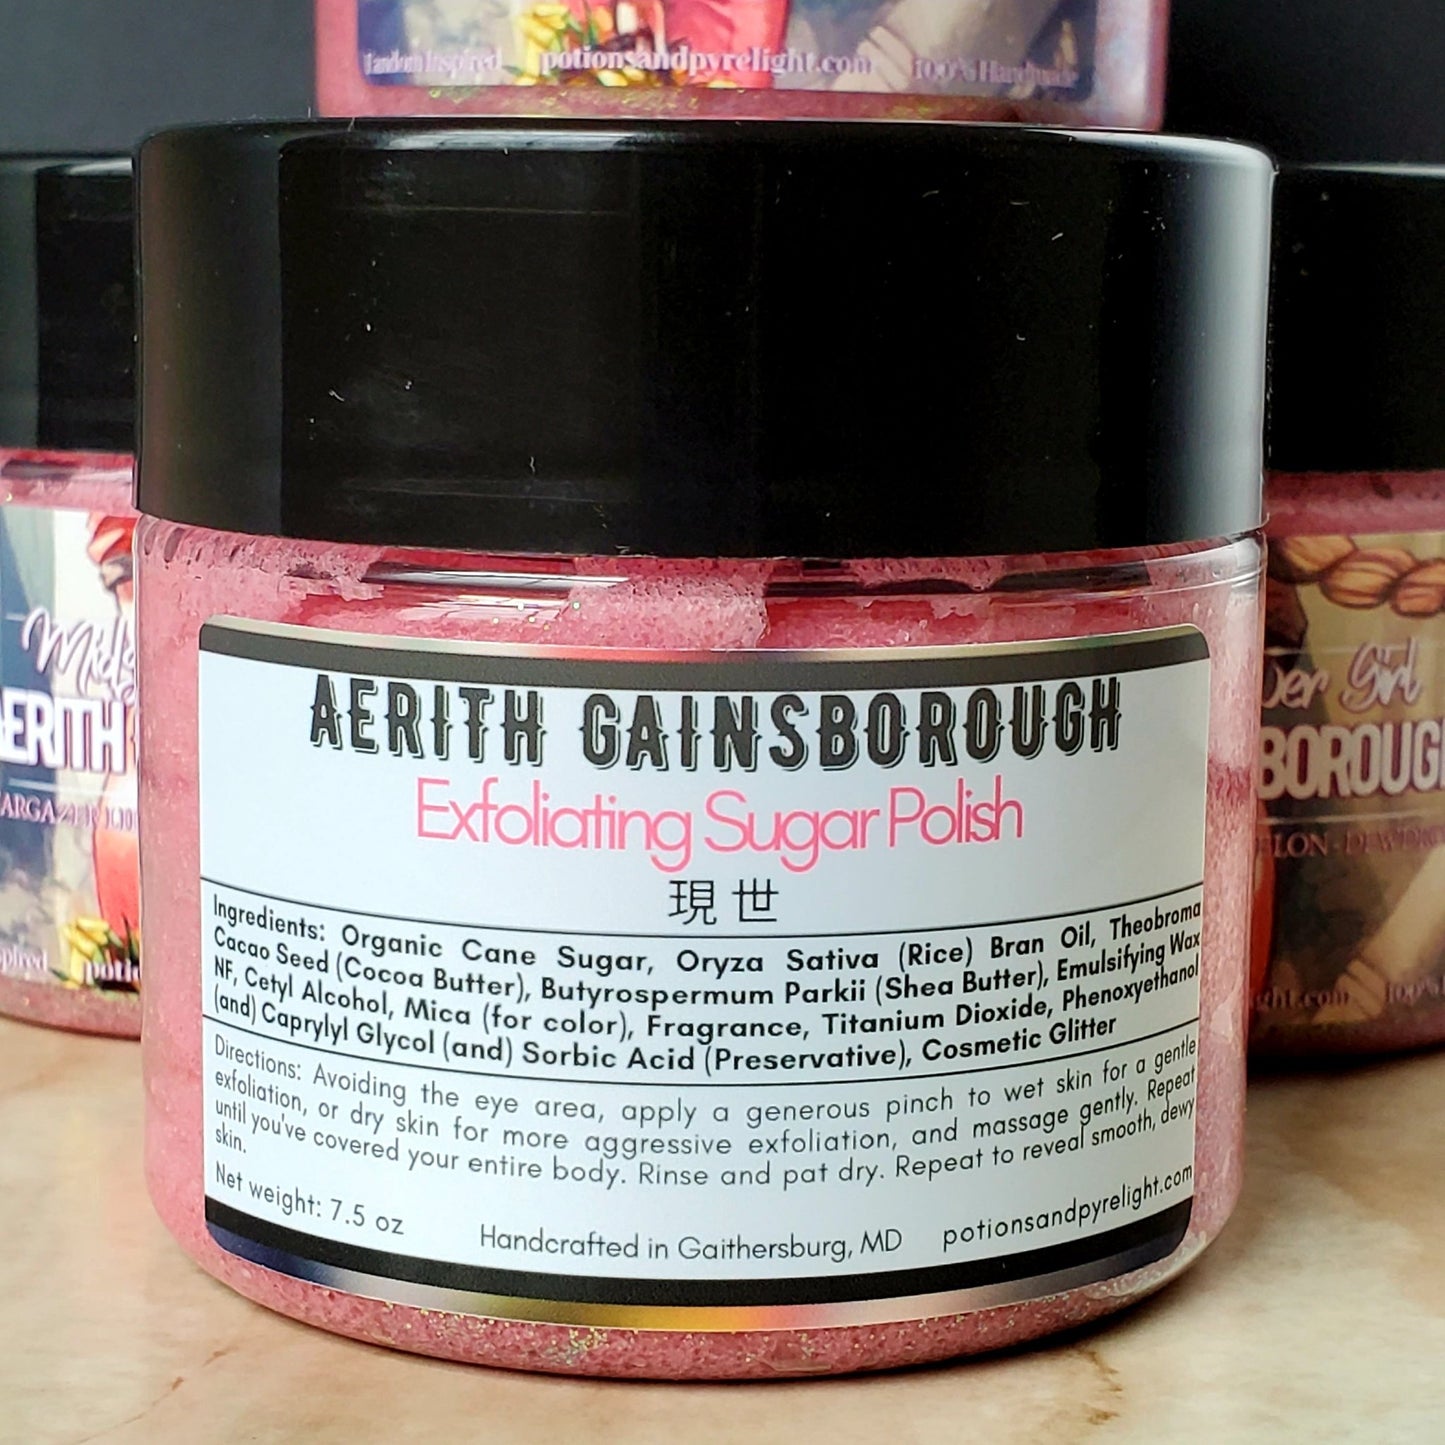 Fandom Inspired potionsandpyrelight.com 100% Handmade
AERITH GAINSBOROUGH
Exfoliating Sugar Polish
現世
Ingredients: Organic Cane Sugar, Oryza Sativa (Rice) Bran Oil, Theobroma
Cacao Seed (Cocoa Butter), Butyrospermum Parkii (Shea Butter), Emulsifying Wax
NF, Cetyl Alcohol, Mica (for color), Fragrance, Titanium Dioxide, Phenoxyethanol
(and) Caprylyl Glycol (and) Sorbic Acid (Preservative), Cosmetic Glitter
Directions: Avoiding the eye area, apply a generous pinch to wet skin for a gentle
exfoliation, or dry skin for more aggressive exfoliation, and massage gently. Repeat
until you've covered your entire body. Rinse and pat dry. Repeat to reveal smooth, dewy
skin.
Net weight: 7.5 oz Handcrafted in Gaithersburg, MD potionsandpyrelight.com
AERITH
Girl
BOROUGH